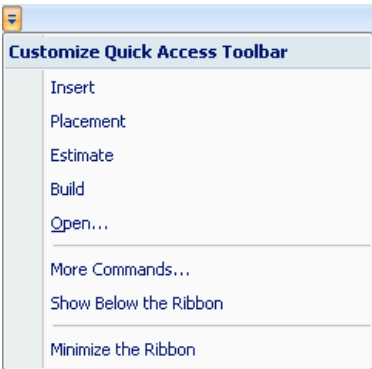 Customize Quick Access Toolbar
Insert
Placement
Estimate
Build
Open...
More Commands...
Show Below the Ribbon
Minimize the Ribbon